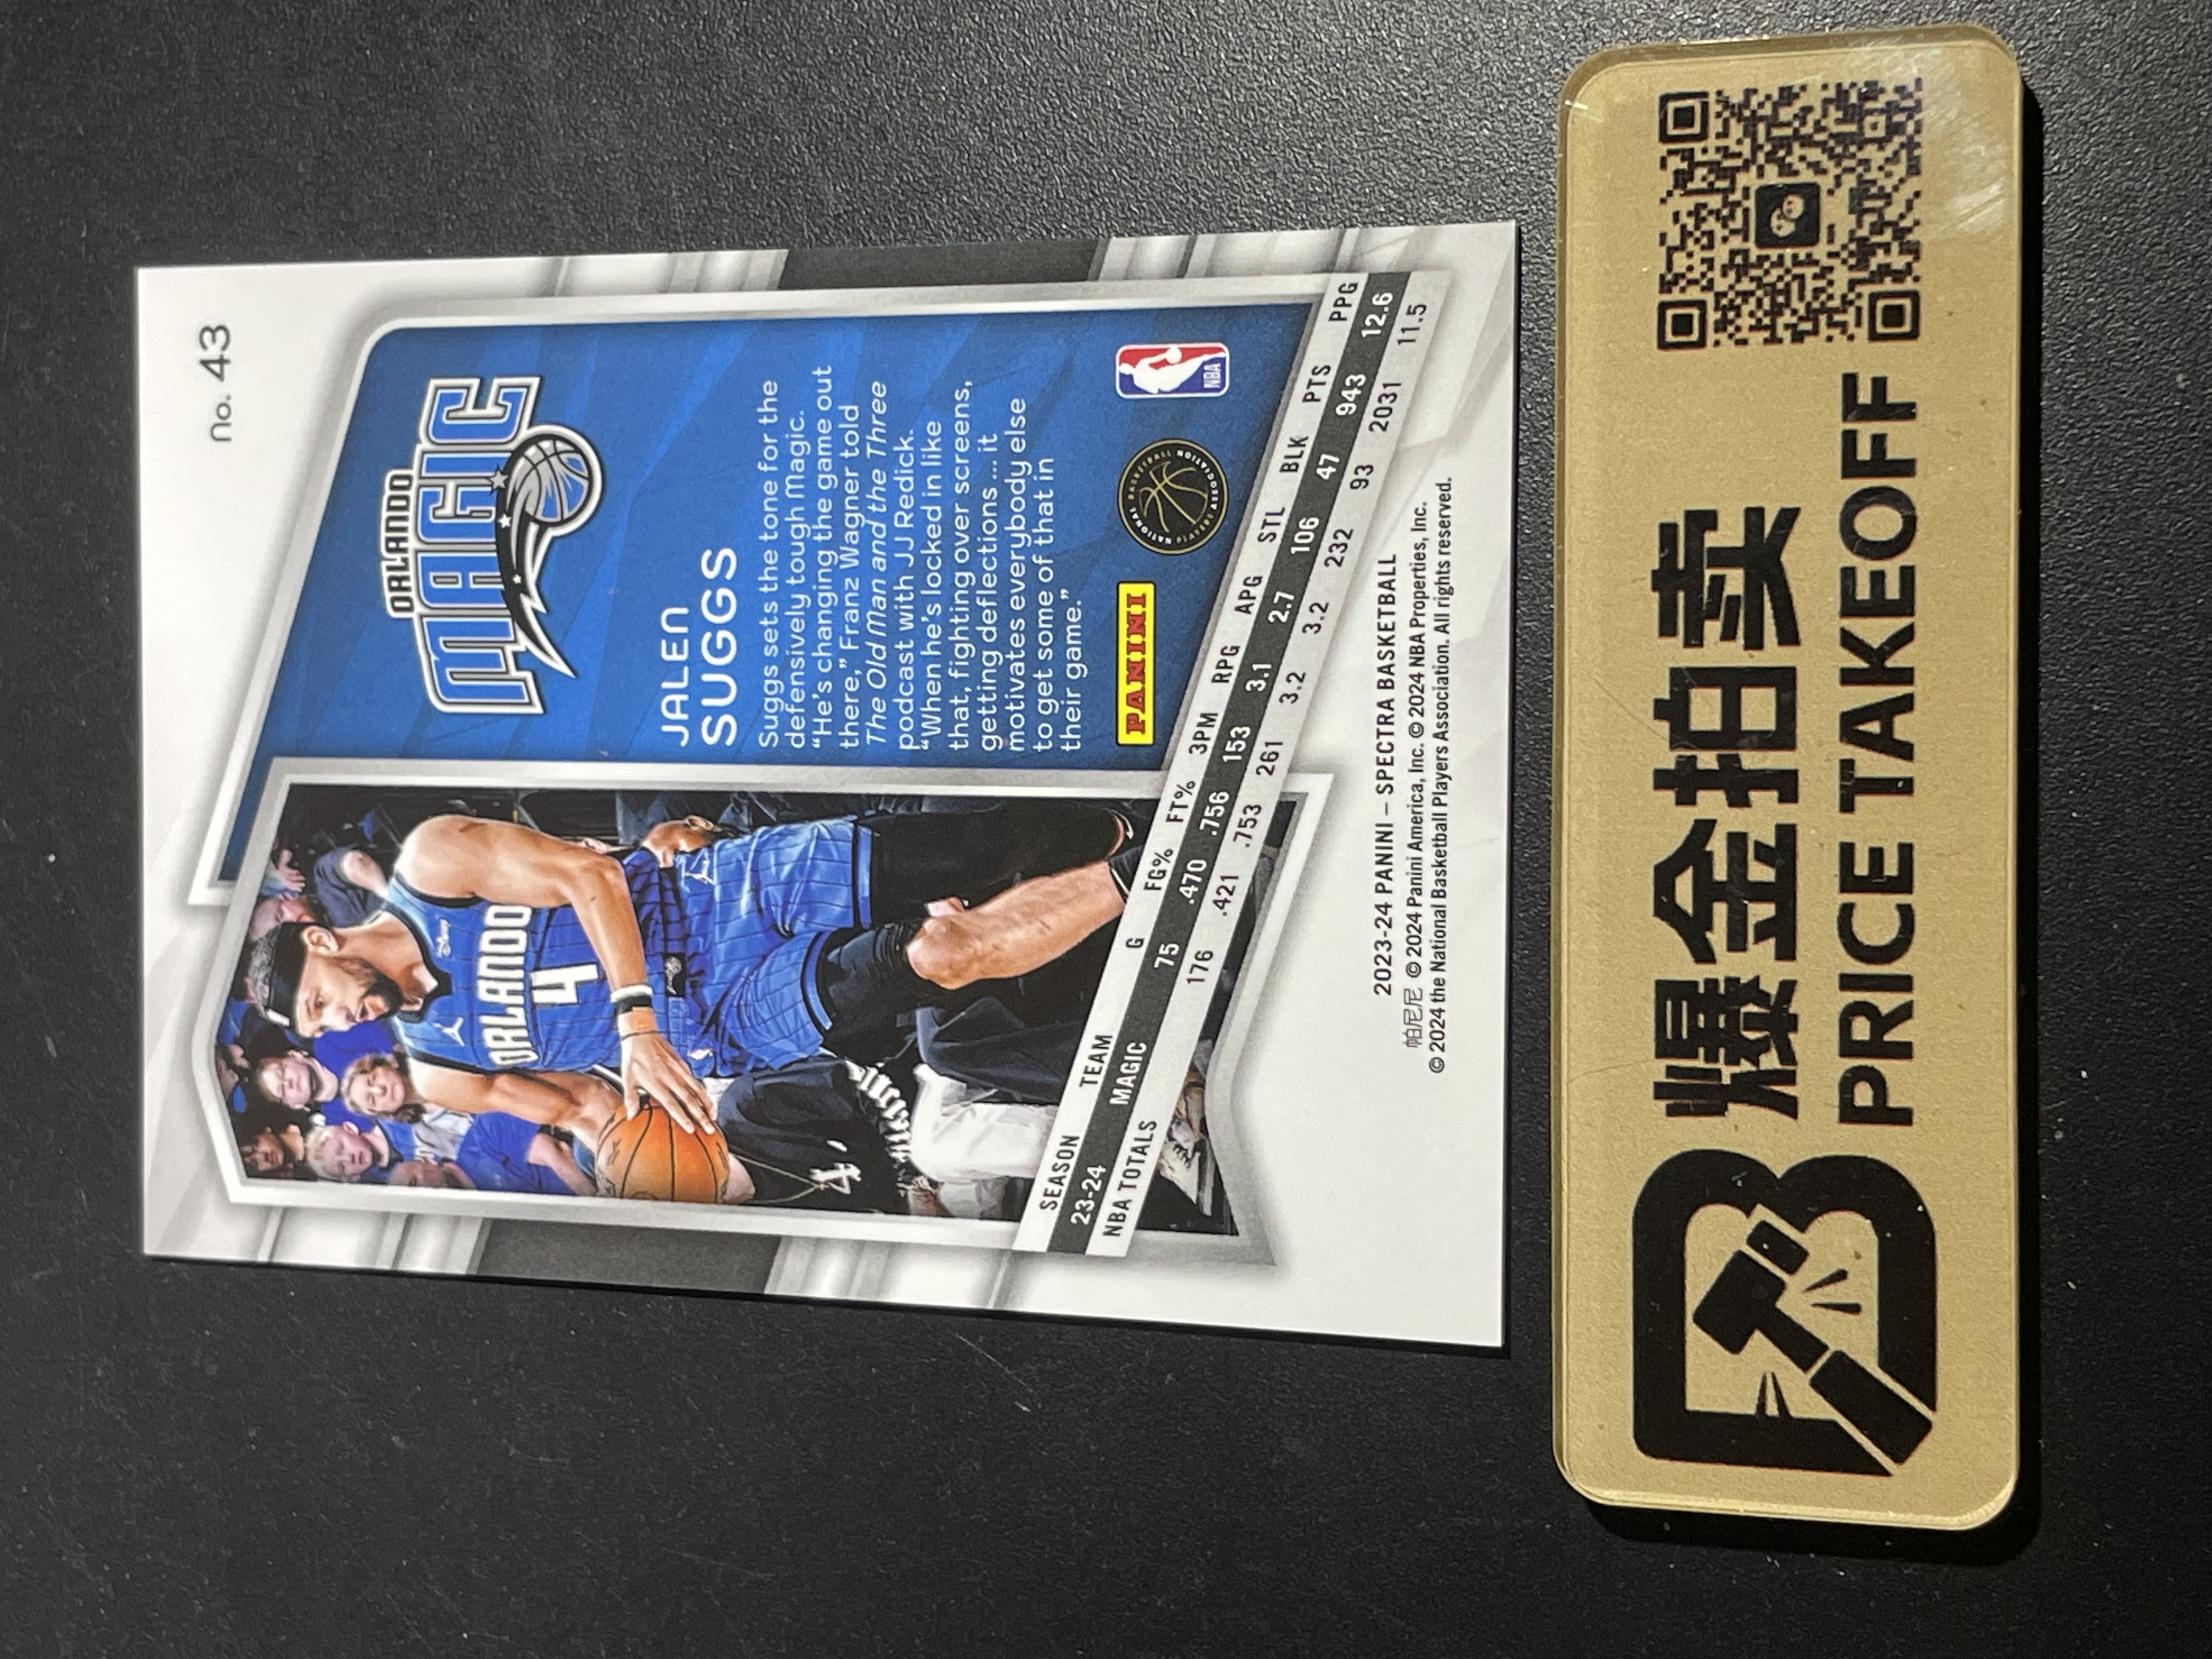 no. 43
ORLANDO
MAGIC
JALEN
SUGGS
Suggs sets the tone for the
defensively tough Magic.
“He’s changing the game out
there,” Franz Wagner told
The Old Man and the Three
podcast with JJ Redick.
“When he’s locked in like
that, fighting over screens,
getting deflections ... it
motivates everybody else
to get some of that in
their game.”
PANINI
NATIONAL BASKETBALL PLAYERS ASSOCIATION
NBA
Disney
ORLANDO
4
SEASON TEAM G FG% FT% 3PM RPG APG STL BLK PTS PPG
23-24 MAGIC 75 .470 .756 153 3.1 2.7 106 47 943 12.6
NBA TOTALS 176 .421 .753 261 3.2 3.2 232 93 2031 11.5
2023-24 PANINI – SPECTRA BASKETBALL
帕尼尼 © 2024 Panini America, Inc. © 2024 NBA Properties, Inc.
© 2024 the National Basketball Players Association. All rights reserved.
爆金拍卖
PRICE TAKEOFF